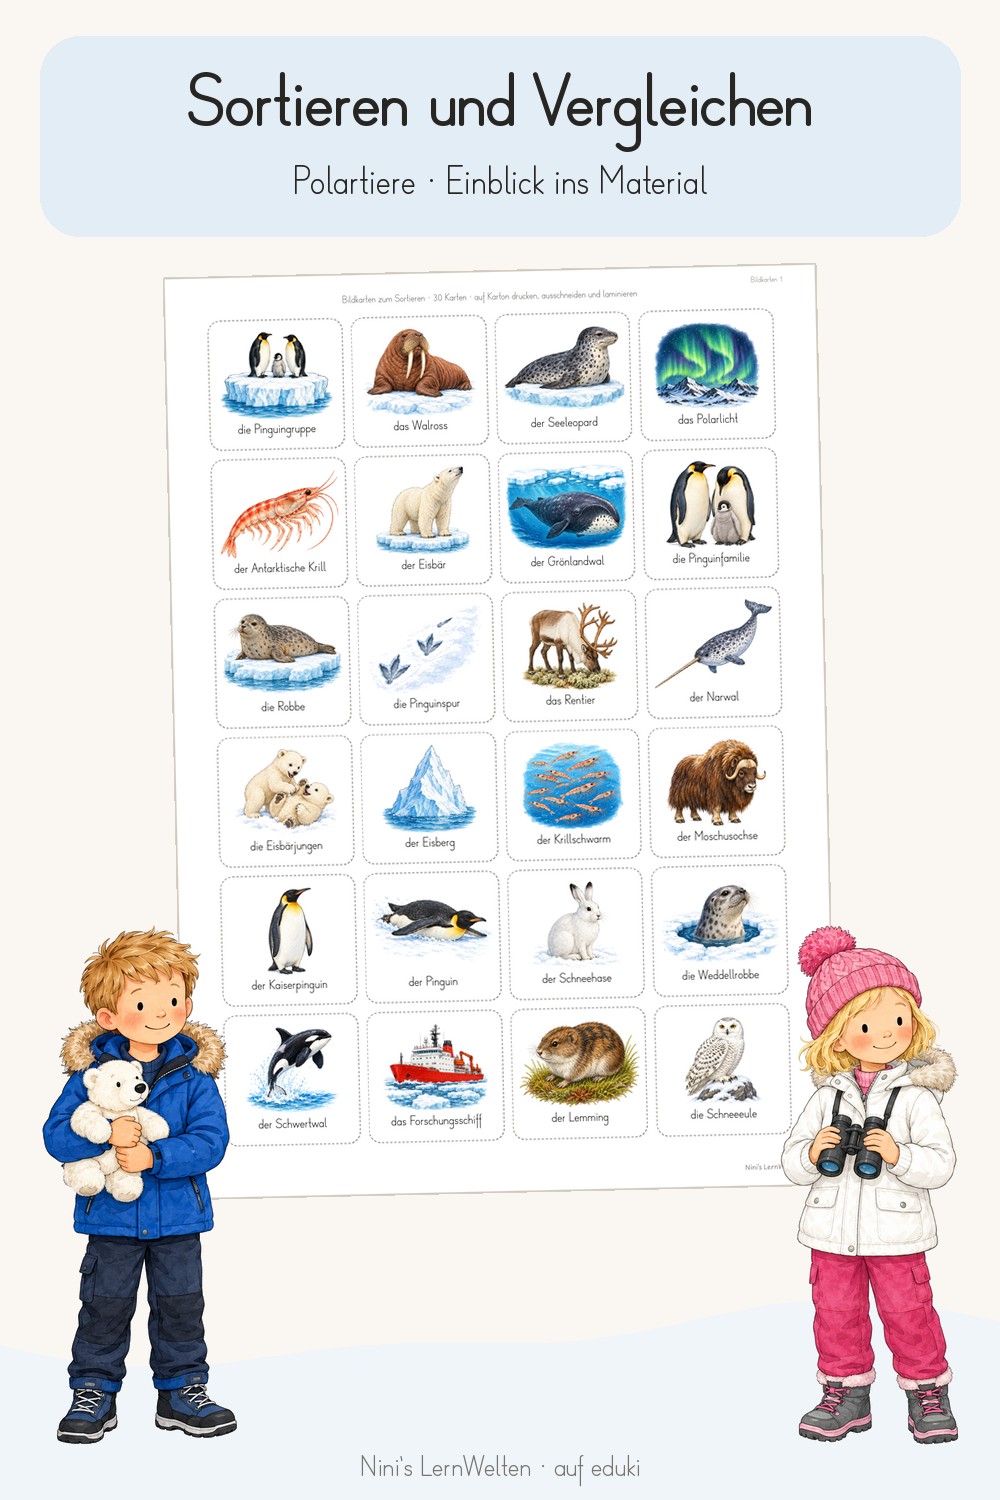 Sortieren und Vergleichen
Polartiere · Einblick ins Material
Bildkarten 1
Bildkarten zum Sortieren · 30 Karten · auf Karton drucken, ausschneiden und laminieren
die Pinguingruppe
das Walross
der Seeleopard
das Polarlicht
der Antarktische Krill
der Eisbär
der Grönlandwal
die Pinguinfamilie
die Robbe
die Pinguinspur
das Rentier
der Narwal
die Eisbärjungen
der Eisberg
der Krillschwarm
der Moschusochse
der Kaiserpinguin
der Pinguin
der Schneehase
die Weddellrobbe
der Schwertwal
das Forschungsschiff
der Lemming
die Schneeeule
Nini's LernW
Nini's LernWelten · auf eduki